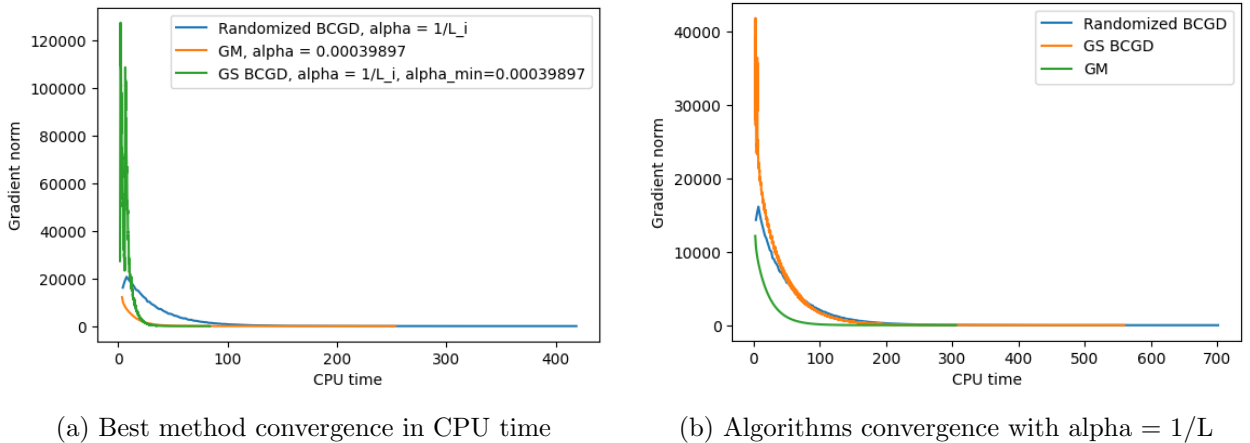 Randomized BCGD, alpha = 1/L_i
GM, alpha = 0.00039897
GS BCGD, alpha = 1/L_i, alpha_min=0.00039897
120000
100000
80000
60000
40000
20000
0
Gradient norm
0
100
200
300
400
CPU time
(a) Best method convergence in CPU time
Randomized BCGD
GS BCGD
GM
40000
30000
20000
10000
0
Gradient norm
0
100
200
300
400
500
600
700
CPU time
(b) Algorithms convergence with alpha = 1/L